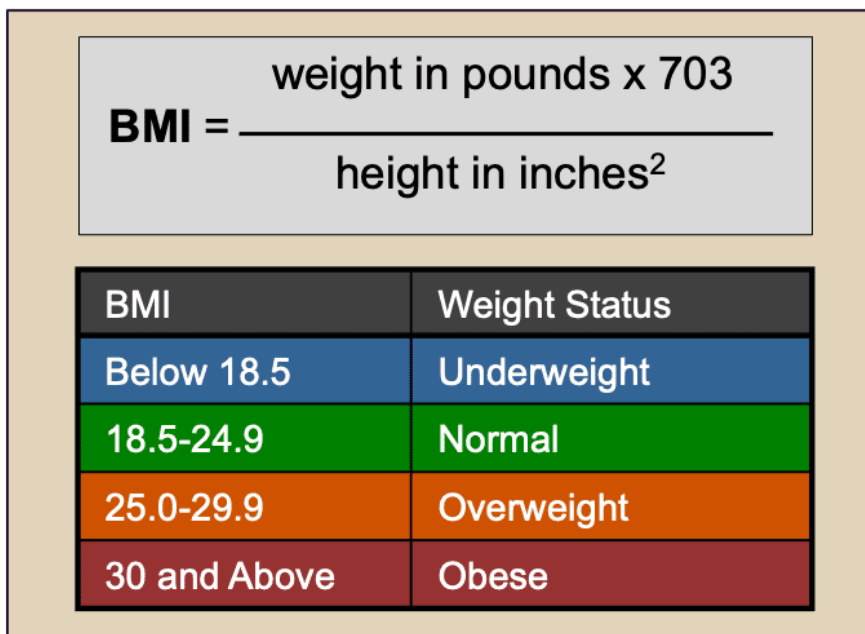 weight in pounds x 703
BMI =
height in inches²
BMI Weight Status
Below 18.5 Underweight
18.5-24.9 Normal
25.0-29.9 Overweight
30 and Above Obese